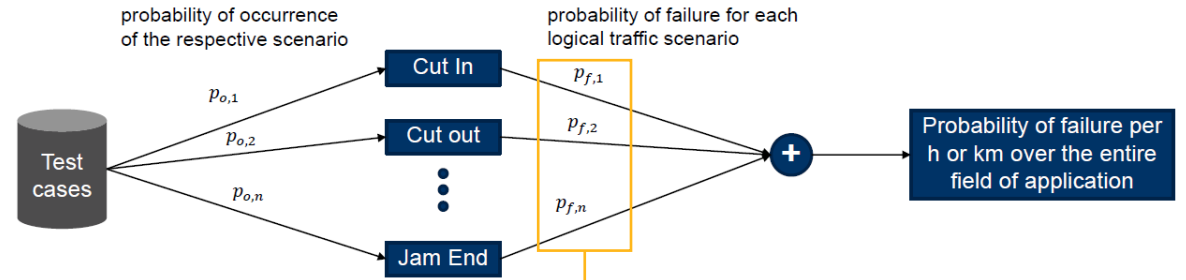 probability of occurrence
of the respective scenario
probability of failure for each
logical traffic scenario
Cut In
p_{o,1}
p_{f,1}
p_{o,2}
Cut out
p_{f,2}
Test
cases
+
Probability of failure per
h or km over the entire
field of application
p_{o,n}
p_{f,n}
Jam End